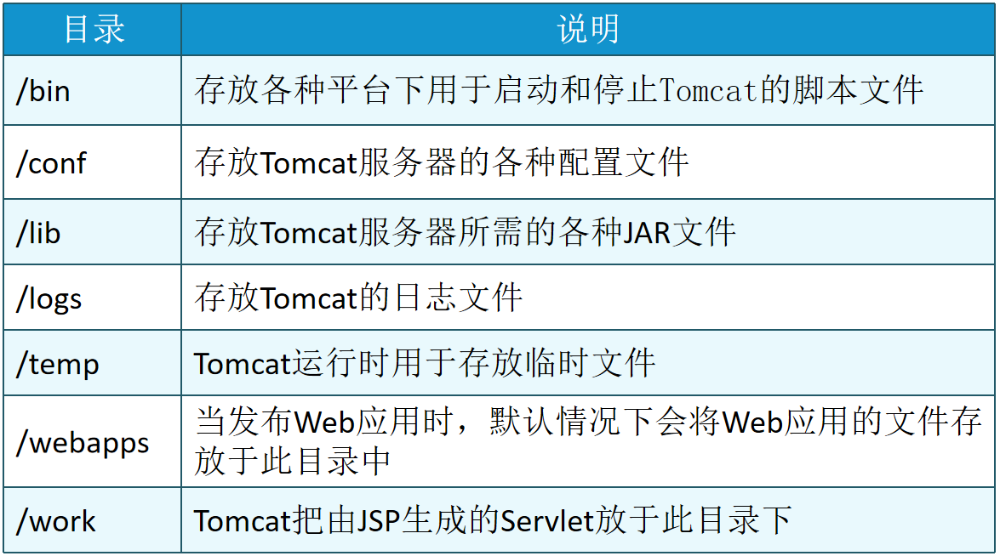 目录 说明
/bin 存放各种平台下用于启动和停止Tomcat的脚本文件
/conf 存放Tomcat服务器的各种配置文件
/lib 存放Tomcat服务器所需的各种JAR文件
/logs 存放Tomcat的日志文件
/temp Tomcat运行时用于存放临时文件
/webapps 当发布Web应用时，默认情况下会将Web应用的文件存
放于此目录中
/work Tomcat把由JSP生成的Servlet放于此目录下